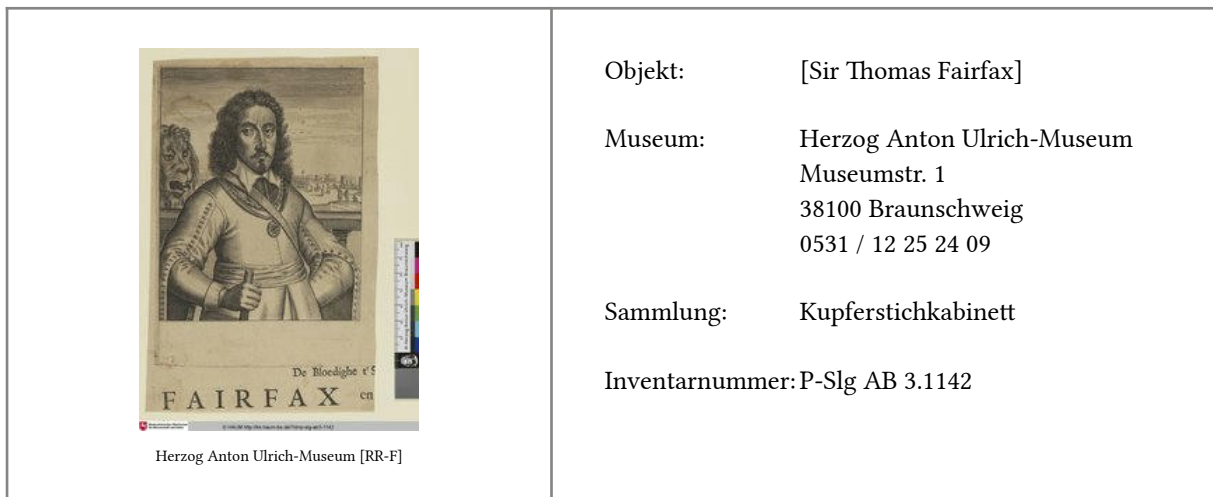 De Bloedighe t' S
FAIRFAX en
Herzog Anton Ulrich-Museum [RR-F]
Objekt: [Sir Thomas Fairfax]
Museum: Herzog Anton Ulrich-Museum
Museumstr. 1
38100 Braunschweig
0531 / 12 25 24 09
Sammlung: Kupferstichkabinett
Inventarnummer: P-Slg AB 3.1142